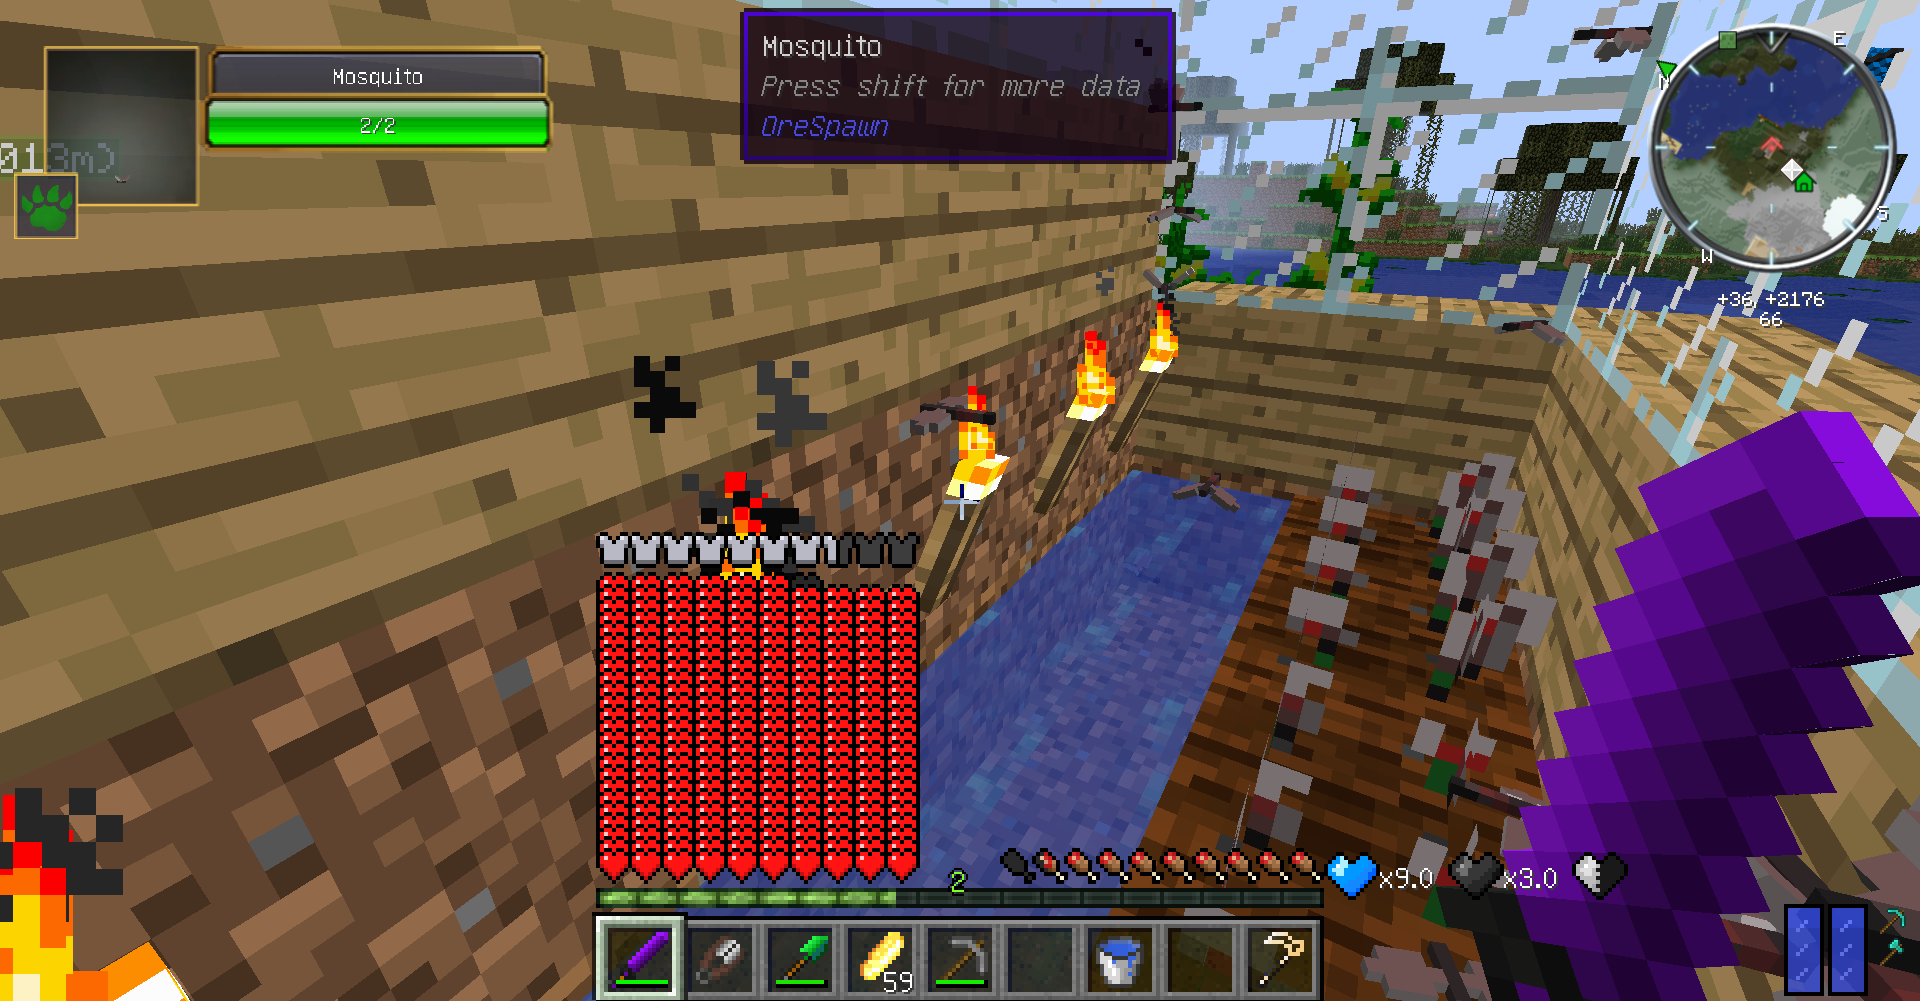 Mosquito
2/2
013m)
Mosquito
Press shift for more data
OreSpawn
N
E
S
W
+36, +2176
66
2
x9.0
x3.0
59